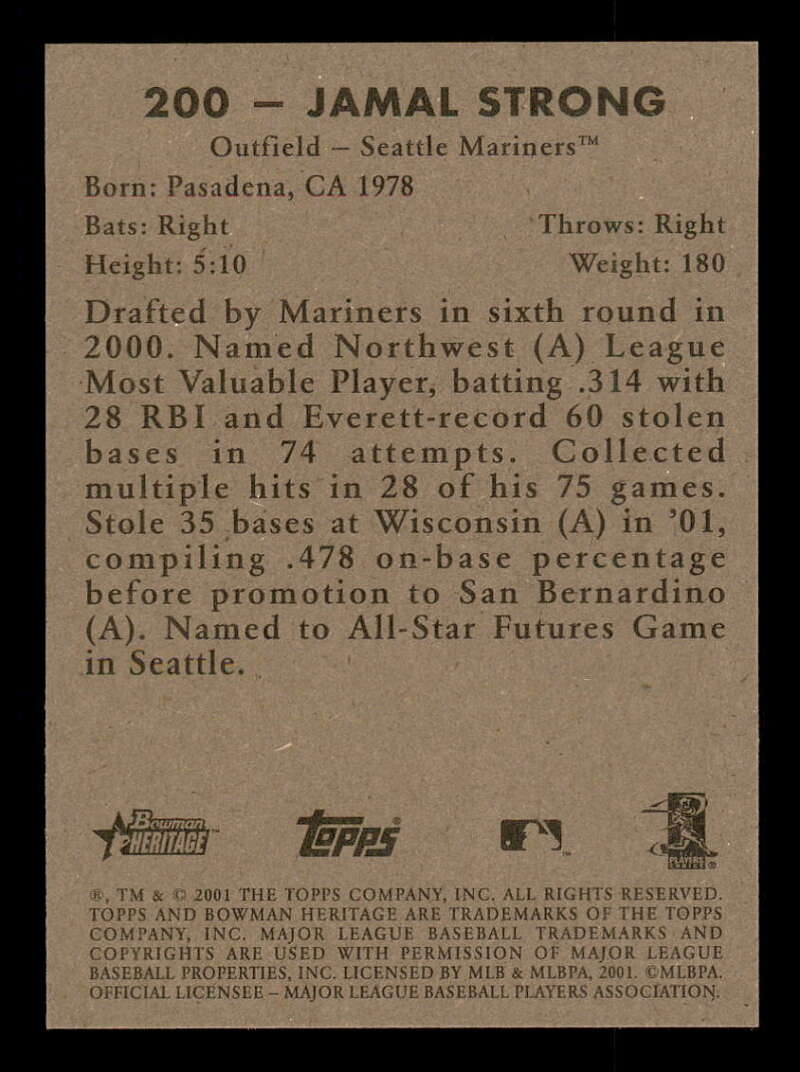 200 – JAMAL STRONG
Outfield – Seattle Mariners™
Born: Pasadena, CA 1978
Bats: Right Throws: Right
Height: 5:10 Weight: 180
Drafted by Mariners in sixth round in
2000. Named Northwest (A) League
Most Valuable Player, batting .314 with
28 RBI and Everett-record 60 stolen
bases in 74 attempts. Collected
multiple hits in 28 of his 75 games.
Stole 35 bases at Wisconsin (A) in ’01,
compiling .478 on-base percentage
before promotion to San Bernardino
(A). Named to All-Star Futures Game
in Seattle.
Bowman HERITAGE™ Topps® ™ PLAYERS®
®, TM & © 2001 THE TOPPS COMPANY, INC. ALL RIGHTS RESERVED.
TOPPS AND BOWMAN HERITAGE ARE TRADEMARKS OF THE TOPPS
COMPANY, INC. MAJOR LEAGUE BASEBALL TRADEMARKS AND
COPYRIGHTS ARE USED WITH PERMISSION OF MAJOR LEAGUE
BASEBALL PROPERTIES, INC. LICENSED BY MLB & MLBPA, 2001. ©MLBPA.
OFFICIAL LICENSEE – MAJOR LEAGUE BASEBALL PLAYERS ASSOCIATION.